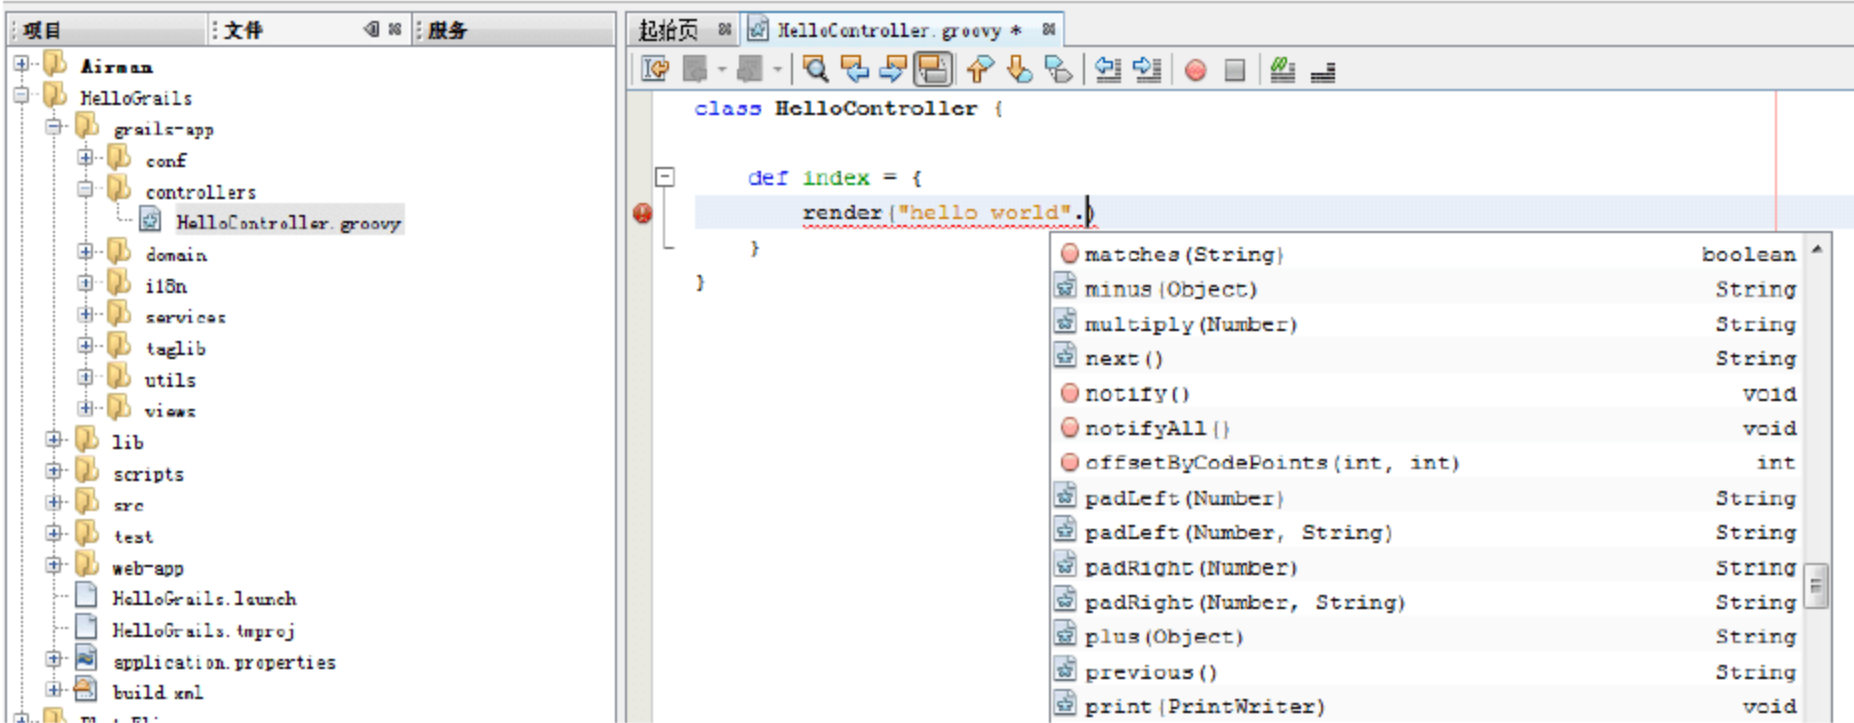 项目
文件
服务
Airman
HelloGrails
grails-app
conf
controllers
HelloController.groovy
domain
i18n
services
taglib
utils
views
lib
scripts
src
test
web-app
HelloGrails.launch
HelloGrails.tmproj
application.properties
build.xml
起始页
HelloController.groovy *
class HelloController {
def index = {
render("hello world".)
}
}
matches(String) boolean
minus(Object) String
multiply(Number) String
next() String
notify() void
notifyAll() void
offsetByCodePoints(int, int) int
padLeft(Number) String
padLeft(Number, String) String
padRight(Number) String
padRight(Number, String) String
plus(Object) String
previous() String
print(PrintWriter) void